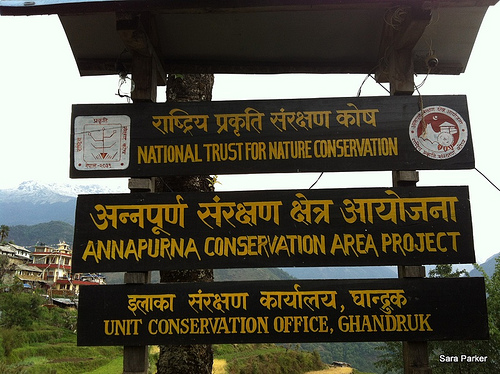 राष्ट्रिय प्रकृति संरक्षण कोष
NATIONAL TRUST FOR NATURE CONSERVATION
अन्नपूर्ण संरक्षण क्षेत्र आयोजना
ANNAPURNA CONSERVATION AREA PROJECT
इलाका संरक्षण कार्यालय, घान्द्रुक
UNIT CONSERVATION OFFICE, GHANDRUK
Sara Parker